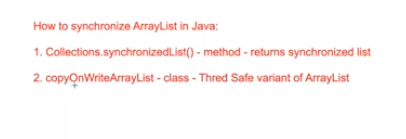 How to synchronize ArrayList in Java:
1. Collections.synchronizedList() - method - returns synchronized list
2. copyOnWriteArrayList - class - Thred Safe variant of ArrayList